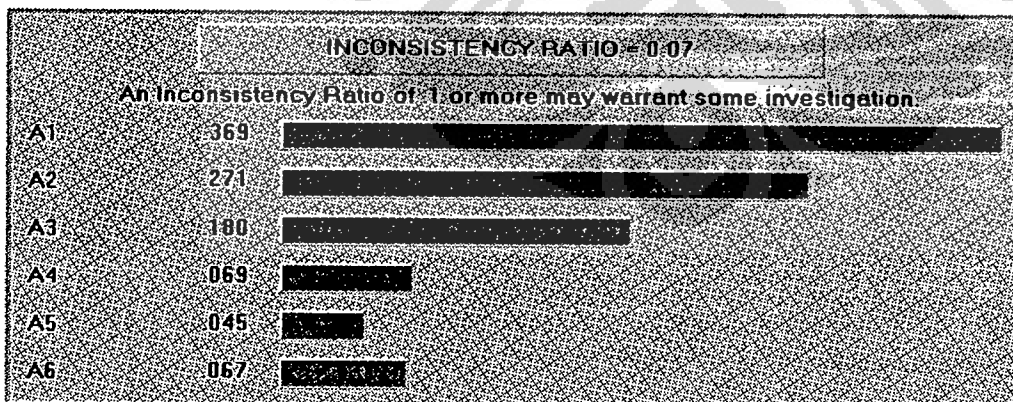 INCONSISTENCY RATIO = 0.07
An Inconsistency Ratio of .1 or more may warrant some investigation.
A1 .369
A2 .271
A3 .180
A4 .069
A5 .045
A6 .067